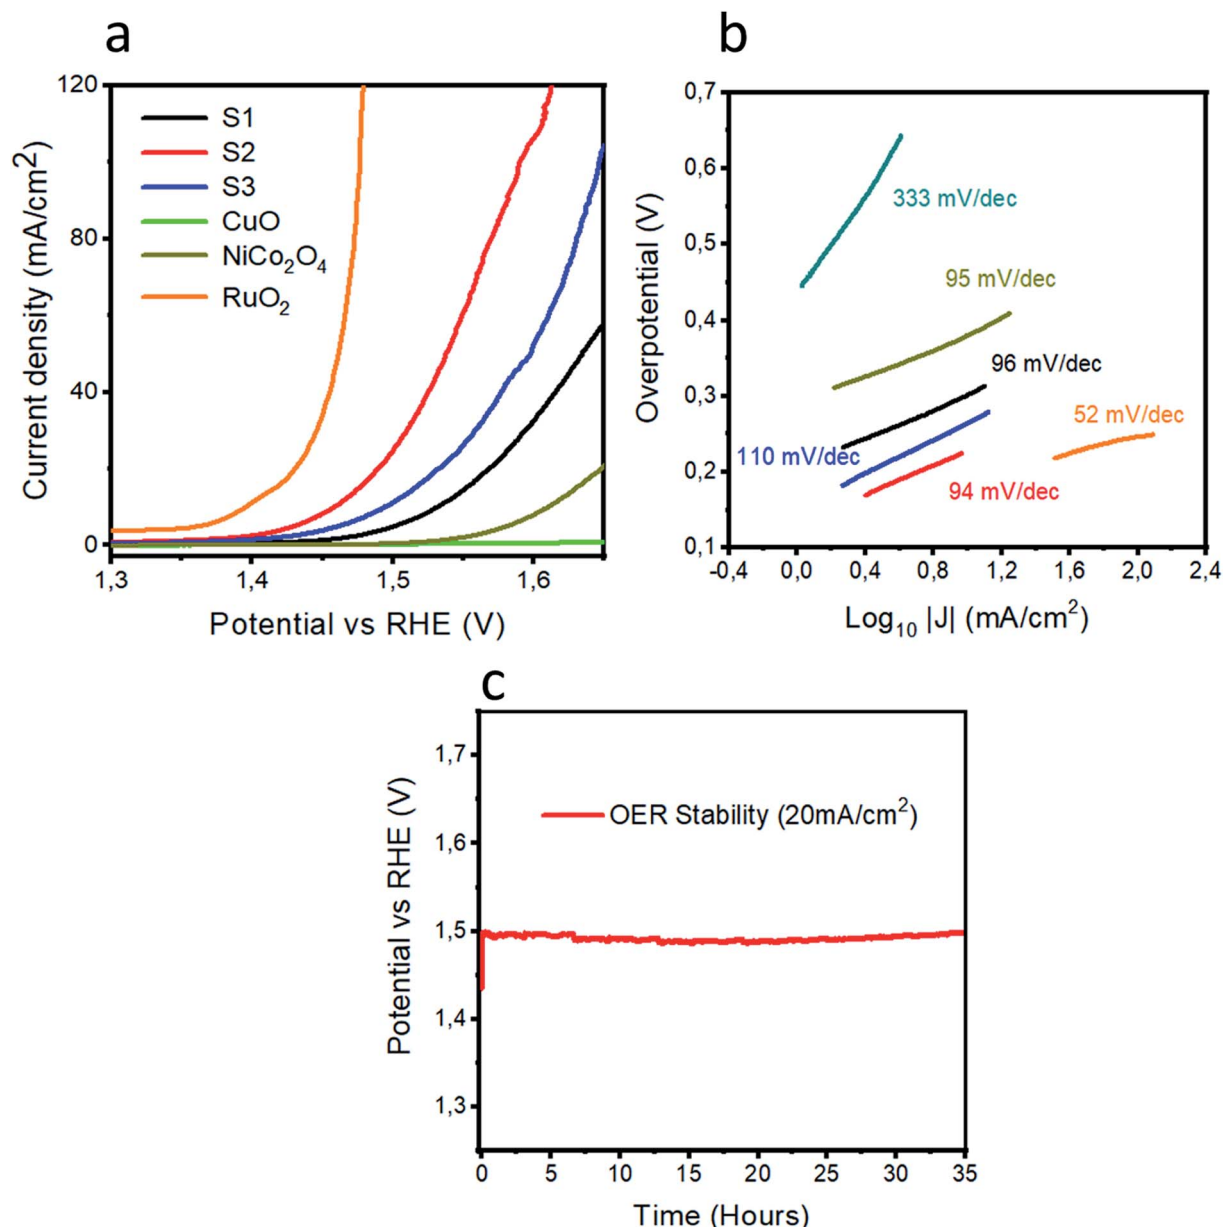 a
120
80
40
0
Current density (mA/cm²)
S1
S2
S3
CuO
NiCo₂O₄
RuO₂
1,3 1,4 1,5 1,6
Potential vs RHE (V)
b
0,7
0,6
0,5
0,4
0,3
0,2
0,1
Overpotential (V)
333 mV/dec
95 mV/dec
96 mV/dec
52 mV/dec
110 mV/dec
94 mV/dec
-0,4 0,0 0,4 0,8 1,2 1,6 2,0 2,4
Log₁₀ |J| (mA/cm²)
c
1,7
1,6
1,5
1,4
1,3
Potential vs RHE (V)
OER Stability (20mA/cm²)
0 5 10 15 20 25 30 35
Time (Hours)